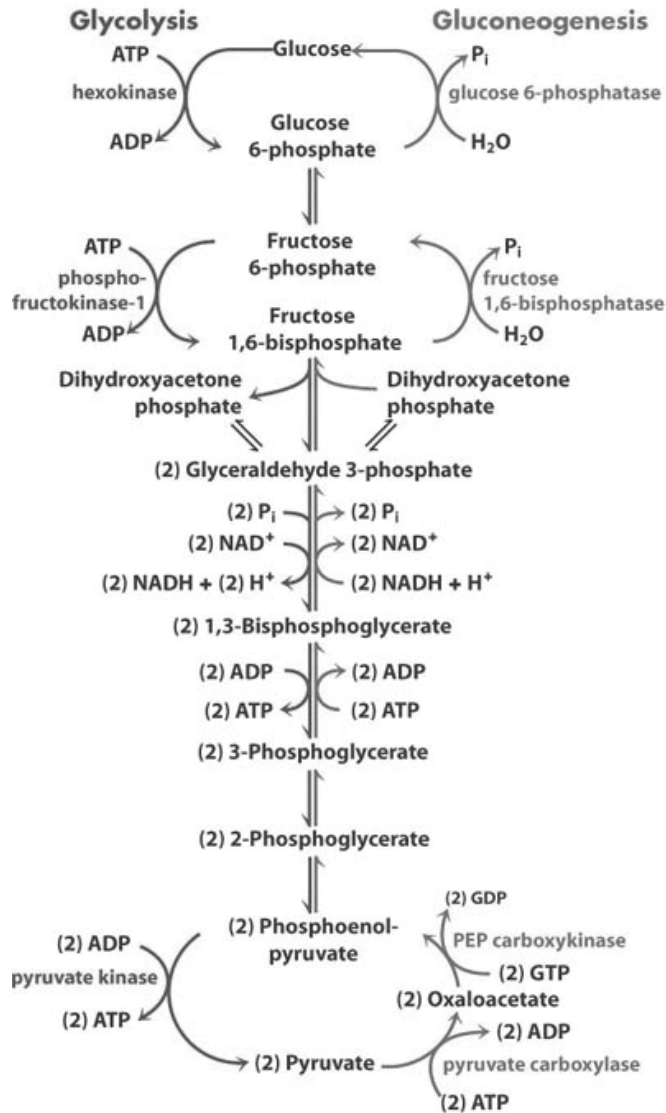 Glycolysis
Gluconeogenesis
ATP
Glucose
Pi
hexokinase
glucose 6-phosphatase
ADP
Glucose
6-phosphate
H2O
ATP
Fructose
6-phosphate
Pi
phospho-
fructokinase-1
fructose
1,6-bisphosphatase
ADP
Fructose
1,6-bisphosphate
H2O
Dihydroxyacetone
phosphate
Dihydroxyacetone
phosphate
(2) Glyceraldehyde 3-phosphate
(2) Pi
(2) Pi
(2) NAD+
(2) NAD+
(2) NADH + (2) H+
(2) NADH + H+
(2) 1,3-Bisphosphoglycerate
(2) ADP
(2) ADP
(2) ATP
(2) ATP
(2) 3-Phosphoglycerate
(2) 2-Phosphoglycerate
(2) GDP
(2) ADP
(2) Phosphoenol-
pyruvate
PEP carboxykinase
pyruvate kinase
(2) GTP
(2) ATP
(2) Oxaloacetate
(2) ADP
(2) Pyruvate
pyruvate carboxylase
(2) ATP